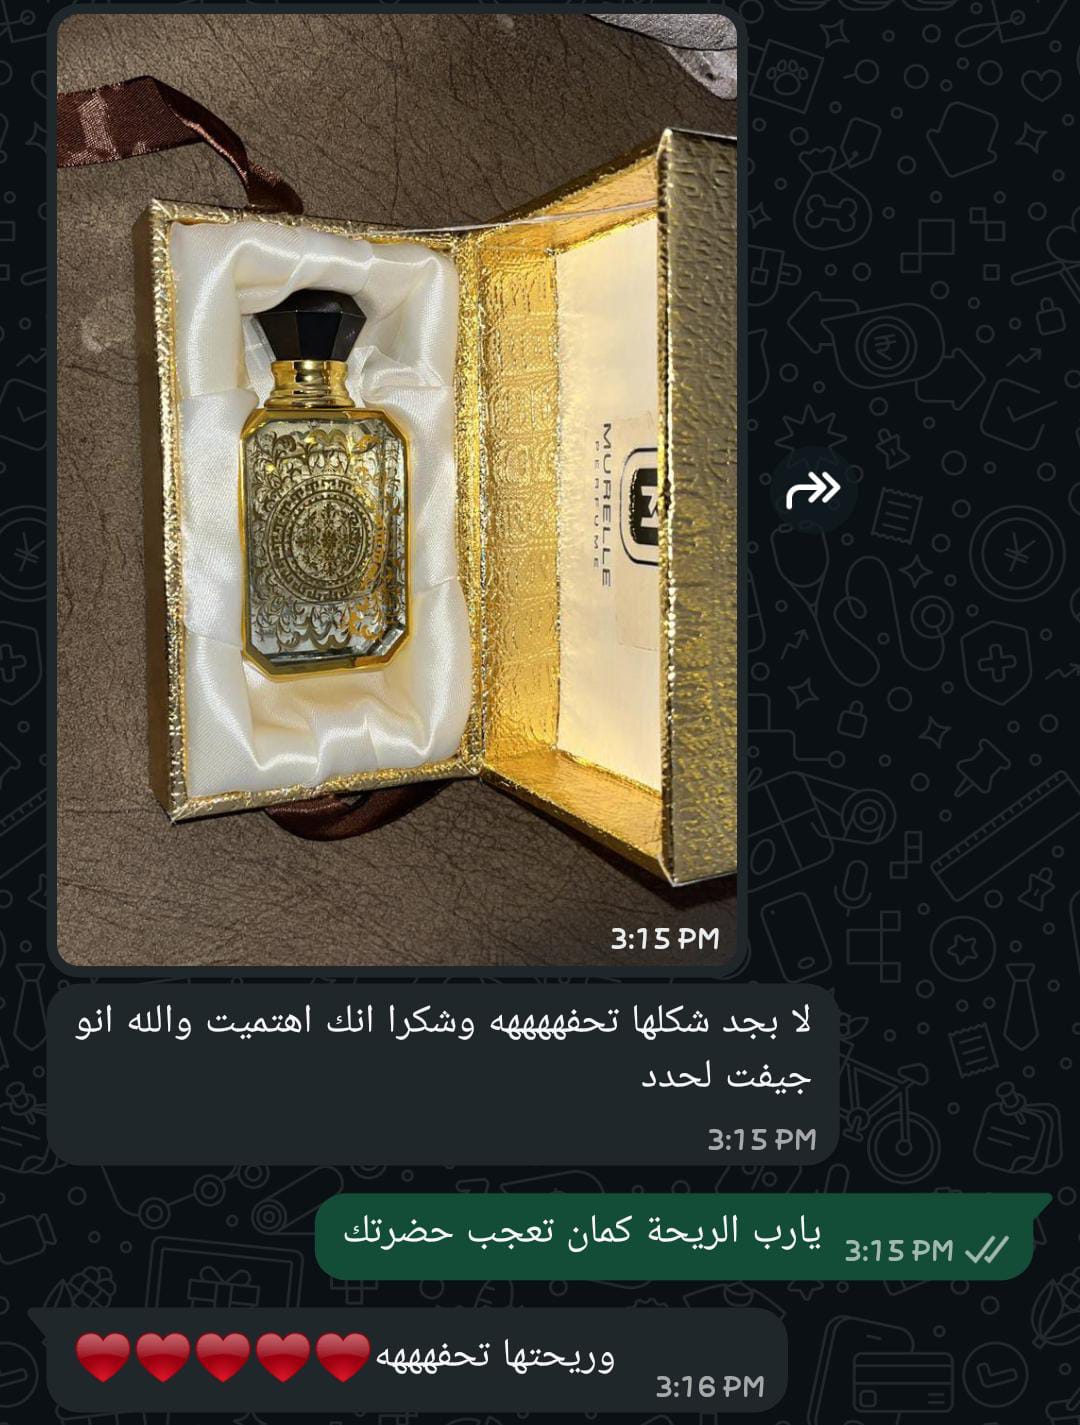 M
MURELLE
PERFUME
3:15 PM
لا بجد شكلها تحفههههه وشكرا انك اهتميت والله انو
جيفت لحدد
3:15 PM
يارب الريحة كمان تعجب حضرتك
3:15 PM
وريحتها تحفهههه❤️❤️❤️❤️❤️
3:16 PM